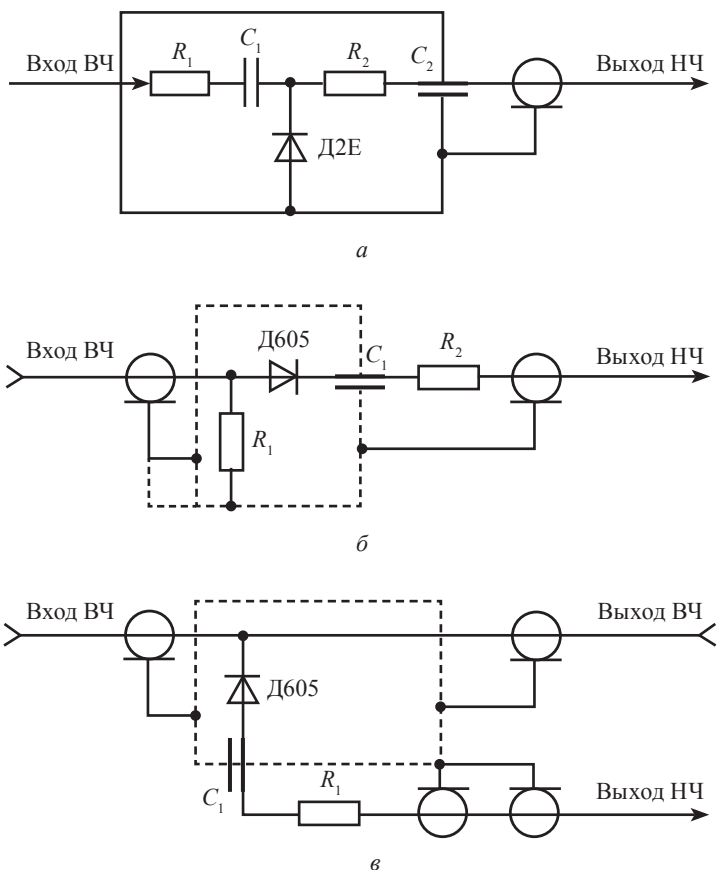 Вход ВЧ R₁ C₁ R₂ C₂ Выход НЧ
Д2Е
а
Вход ВЧ Д605 C₁ R₂ Выход НЧ
R₁
б
Вход ВЧ Выход ВЧ
Д605
C₁ R₁ Выход НЧ
в